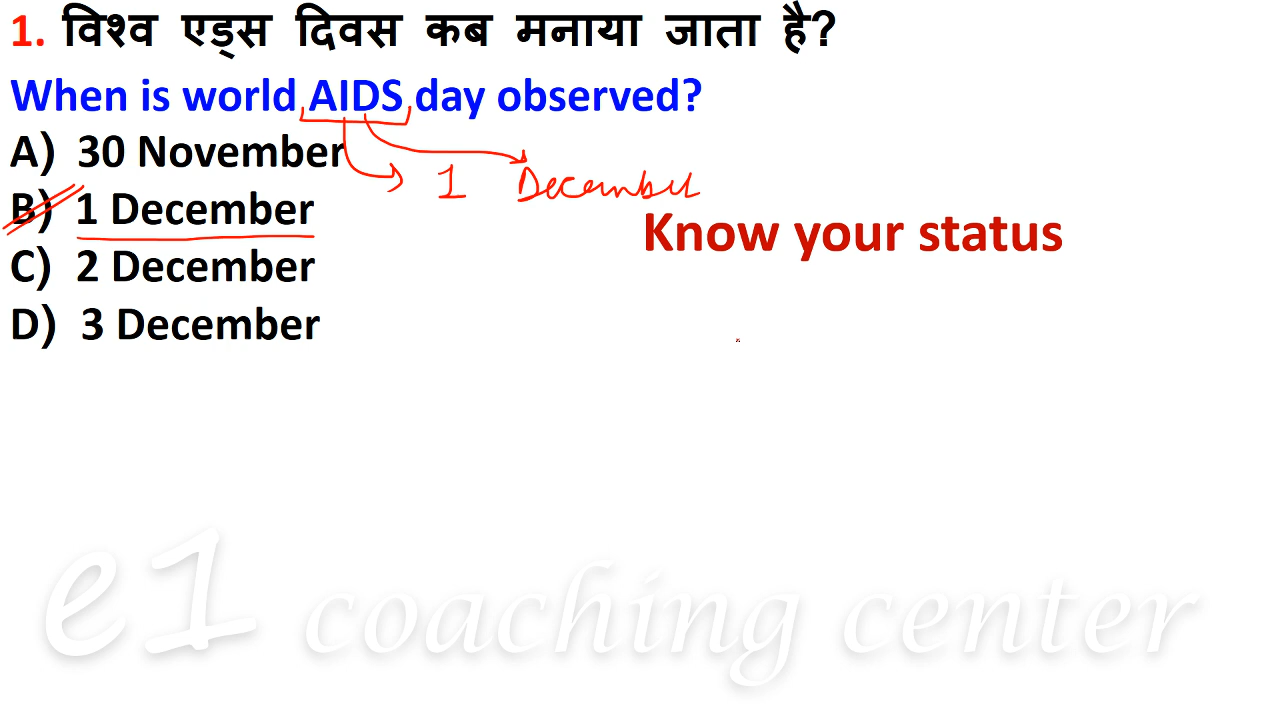 1. विश्व एड्स दिवस कब मनाया जाता है?
When is world AIDS day observed?
A) 30 November
1 December
B) 1 December
Know your status
C) 2 December
D) 3 December
e1 coaching center